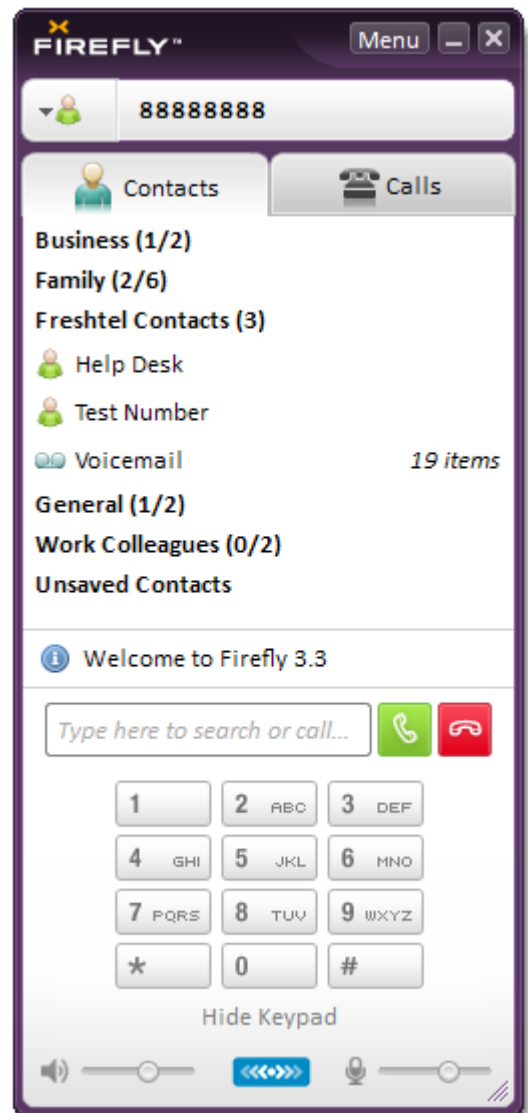 FIREFLY™ Menu
88888888
Contacts Calls
Business (1/2)
Family (2/6)
Freshtel Contacts (3)
Help Desk
Test Number
Voicemail 19 items
General (1/2)
Work Colleagues (0/2)
Unsaved Contacts
Welcome to Firefly 3.3
Type here to search or call...
1 2 ABC 3 DEF
4 GHI 5 JKL 6 MNO
7 PQRS 8 TUV 9 WXYZ
* 0 #
Hide Keypad